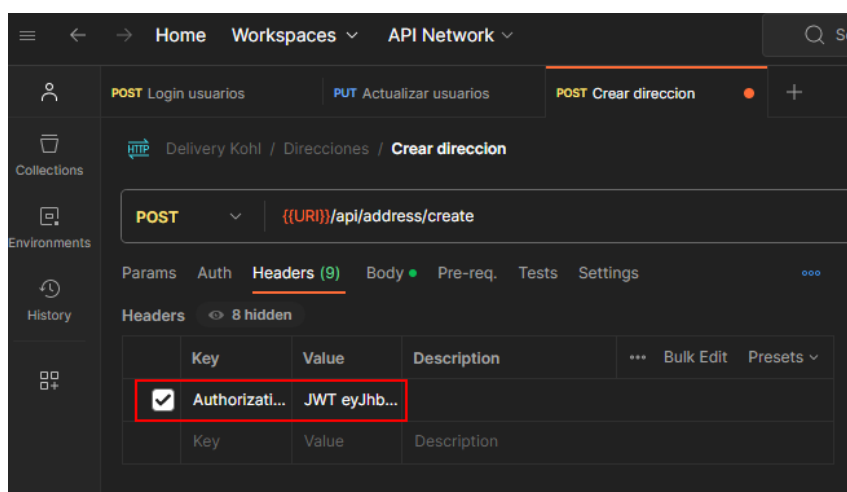 Home Workspaces API Network
POST Login usuarios PUT Actualizar usuarios POST Crear direccion
HTTP Delivery Kohl / Direcciones / Crear direccion
Collections
POST {{URI}}/api/address/create
Environments
Params Auth Headers (9) Body Pre-req. Tests Settings
History
Headers 8 hidden
Key Value Description Bulk Edit Presets
Authorizati... JWT eyJhb...
Key Value Description